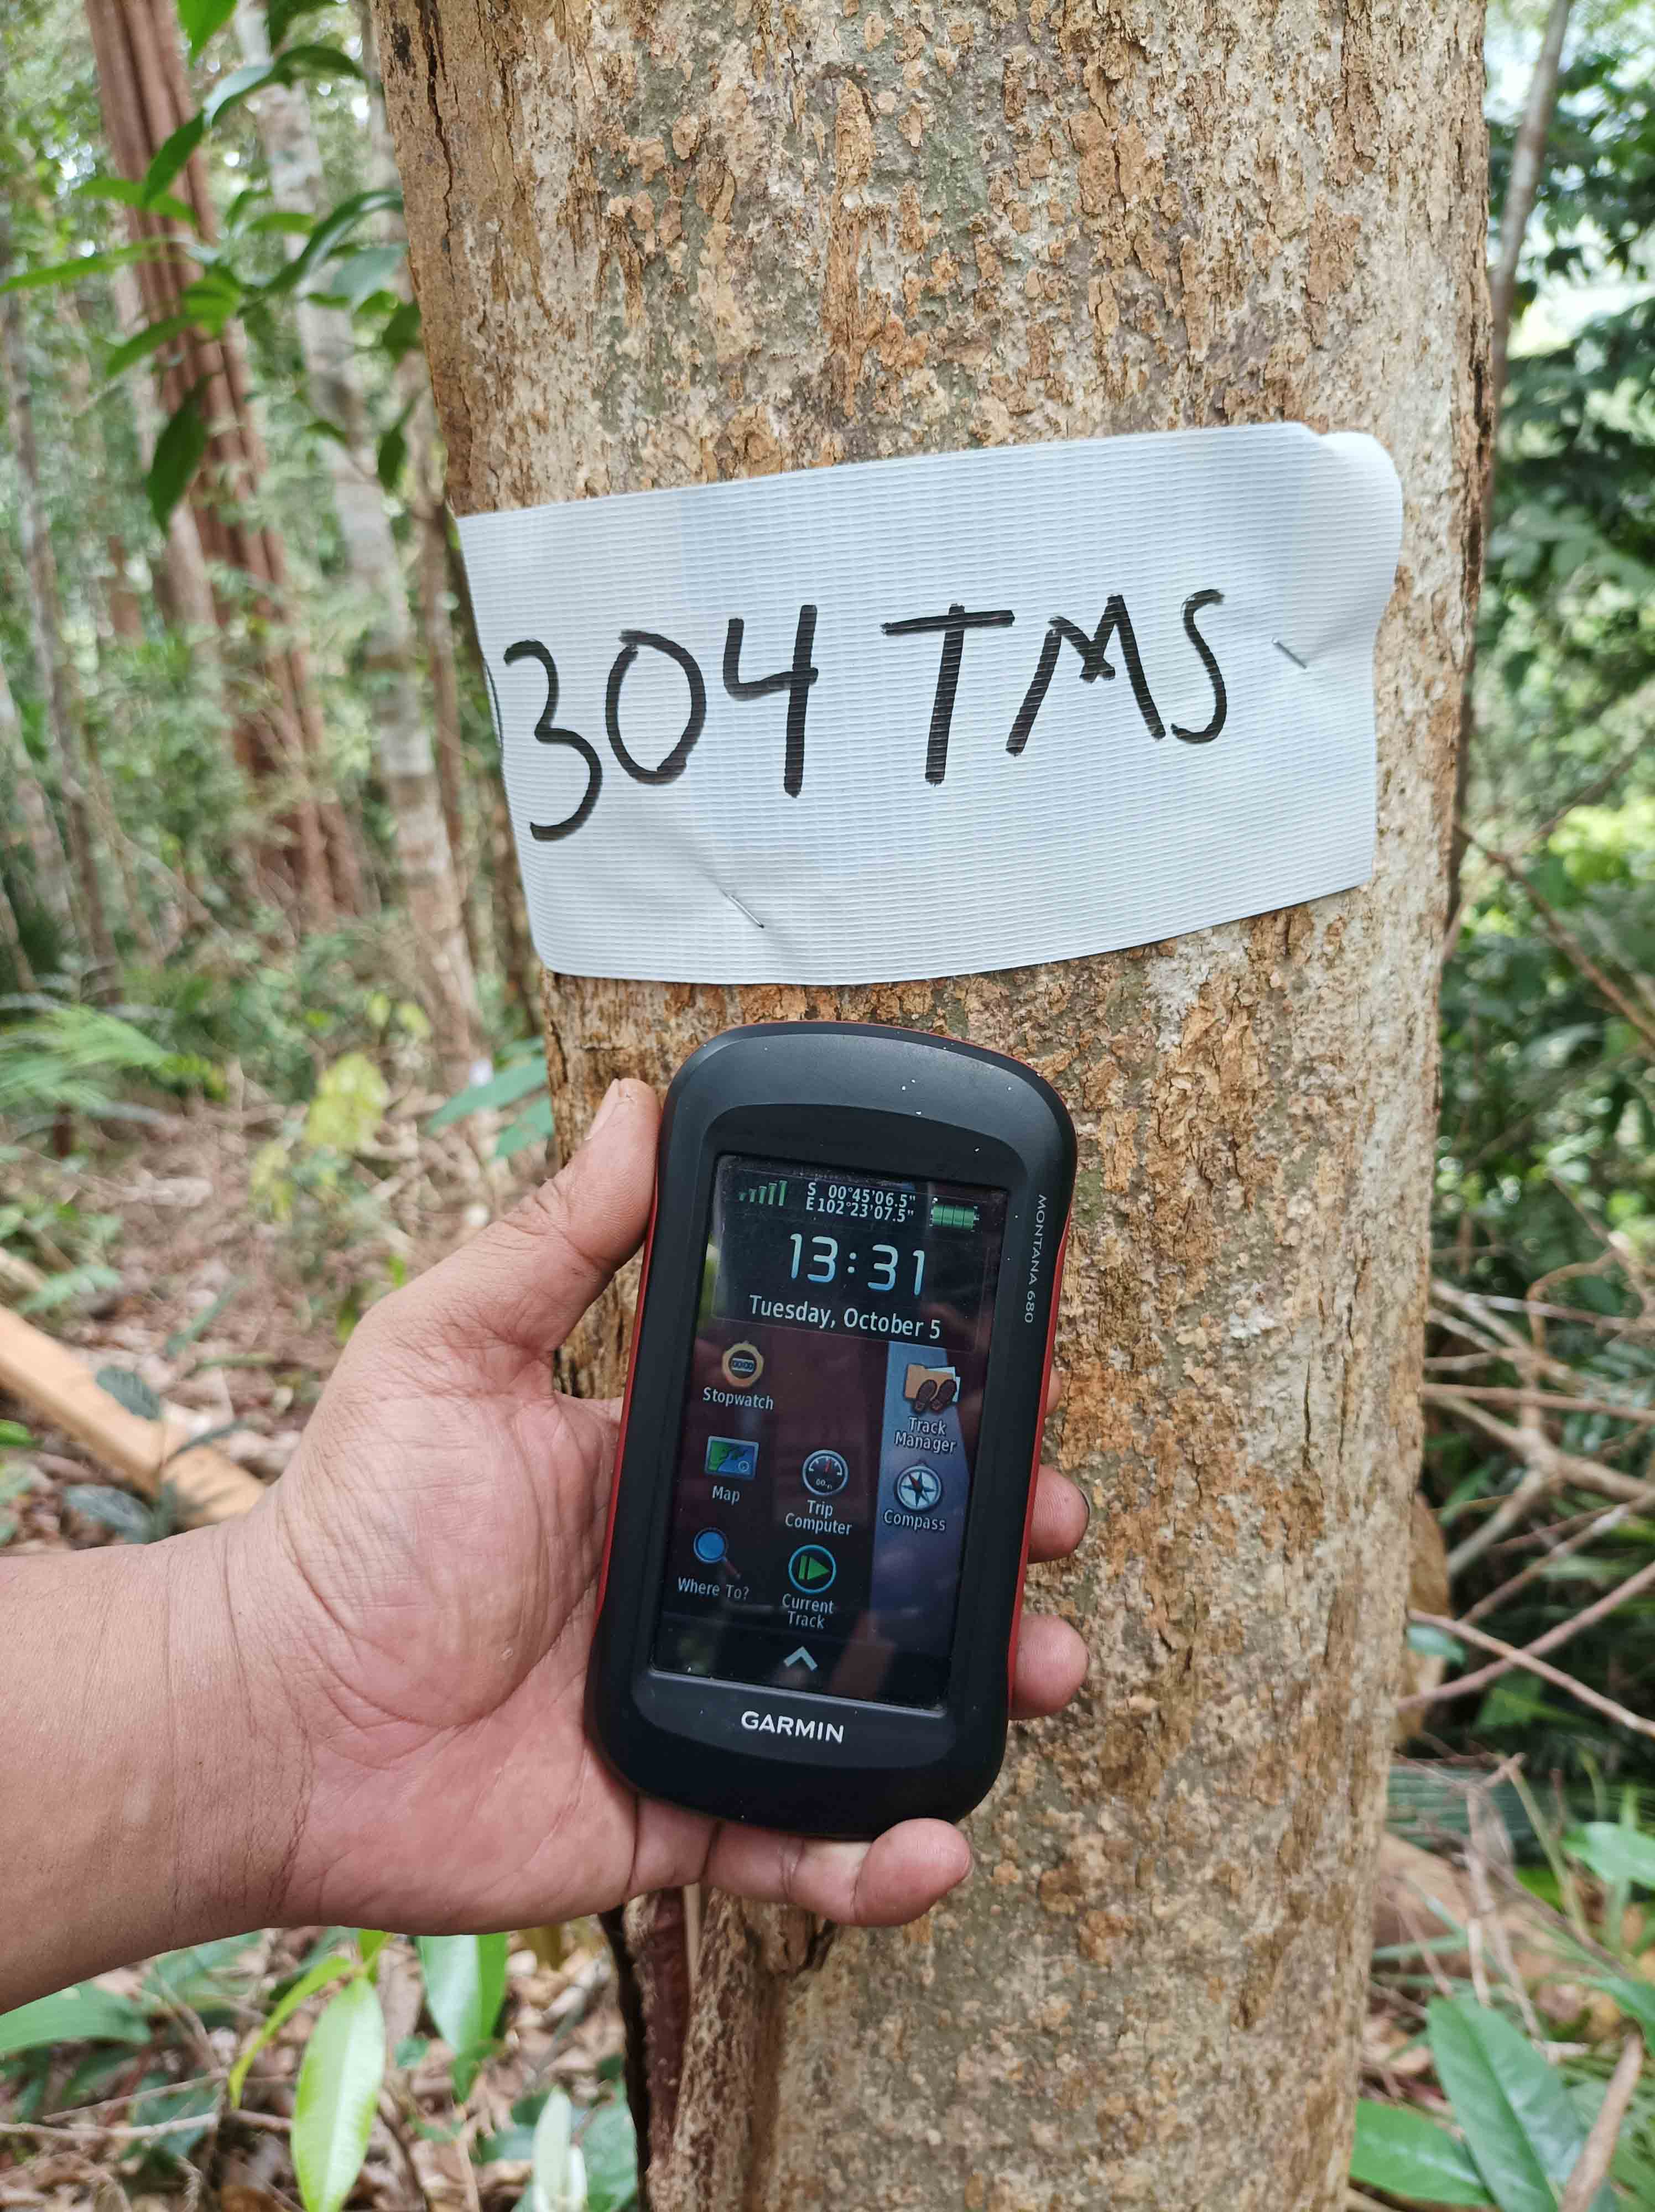 304 TMS
S 00°45'06.5"
E102°23'07.5"
13:31
Tuesday, October 5
Stopwatch
Track
Manager
Map
Trip
Computer
Compass
Where To?
Current
Track
GARMIN
MONTANA 680